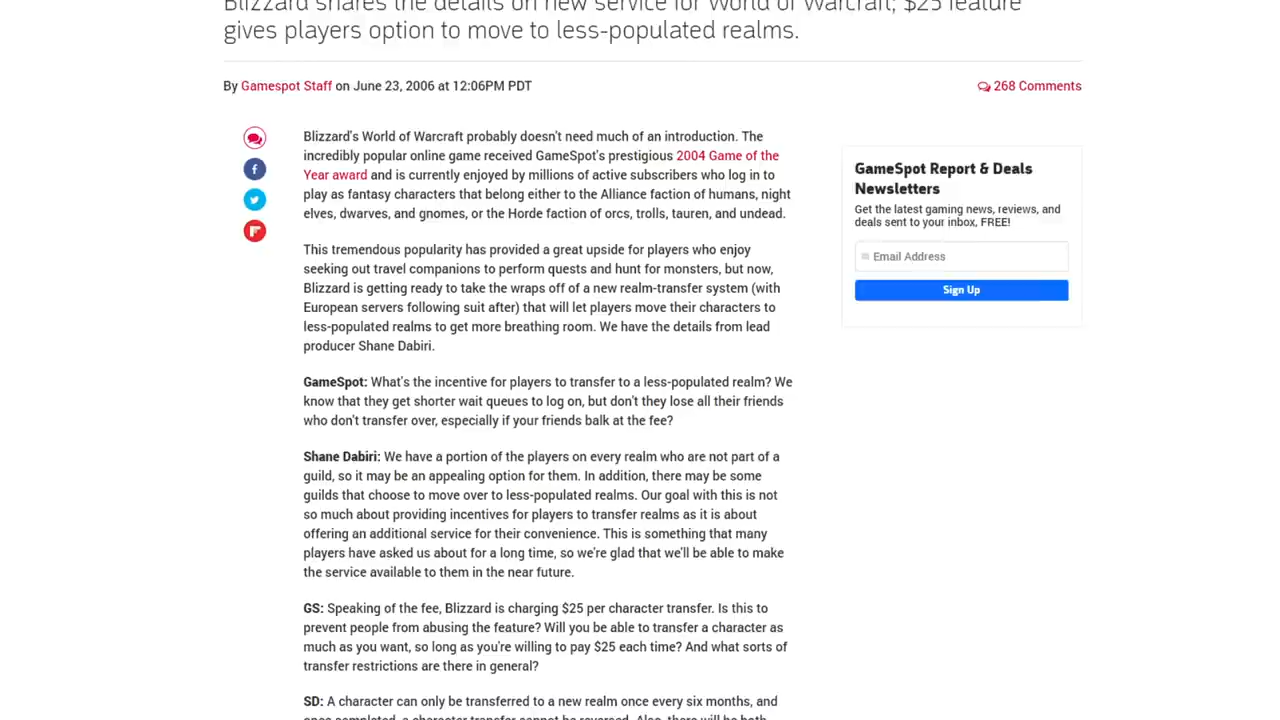 Blizzard shares the details on new service for World of Warcraft; $25 feature
gives players option to move to less-populated realms.
By Gamespot Staff on June 23, 2006 at 12:06PM PDT
268 Comments
Blizzard's World of Warcraft probably doesn't need much of an introduction. The
incredibly popular online game received GameSpot's prestigious 2004 Game of the
Year award and is currently enjoyed by millions of active subscribers who log in to
play as fantasy characters that belong either to the Alliance faction of humans, night
elves, dwarves, and gnomes, or the Horde faction of orcs, trolls, tauren, and undead.
This tremendous popularity has provided a great upside for players who enjoy
seeking out travel companions to perform quests and hunt for monsters, but now,
Blizzard is getting ready to take the wraps off of a new realm-transfer system (with
European servers following suit after) that will let players move their characters to
less-populated realms to get more breathing room. We have the details from lead
producer Shane Dabiri.
GameSpot: What's the incentive for players to transfer to a less-populated realm? We
know that they get shorter wait queues to log on, but don't they lose all their friends
who don't transfer over, especially if your friends balk at the fee?
Shane Dabiri: We have a portion of the players on every realm who are not part of a
guild, so it may be an appealing option for them. In addition, there may be some
guilds that choose to move over to less-populated realms. Our goal with this is not
so much about providing incentives for players to transfer realms as it is about
offering an additional service for their convenience. This is something that many
players have asked us about for a long time, so we're glad that we'll be able to make
the service available to them in the near future.
GS: Speaking of the fee, Blizzard is charging $25 per character transfer. Is this to
prevent people from abusing the feature? Will you be able to transfer a character as
much as you want, so long as you're willing to pay $25 each time? And what sorts of
transfer restrictions are there in general?
SD: A character can only be transferred to a new realm once every six months, and
once completed, a character transfer cannot be reversed. Also, there will be both
GameSpot Report & Deals
Newsletters
Get the latest gaming news, reviews, and
deals sent to your inbox, FREE!
Email Address
Sign Up